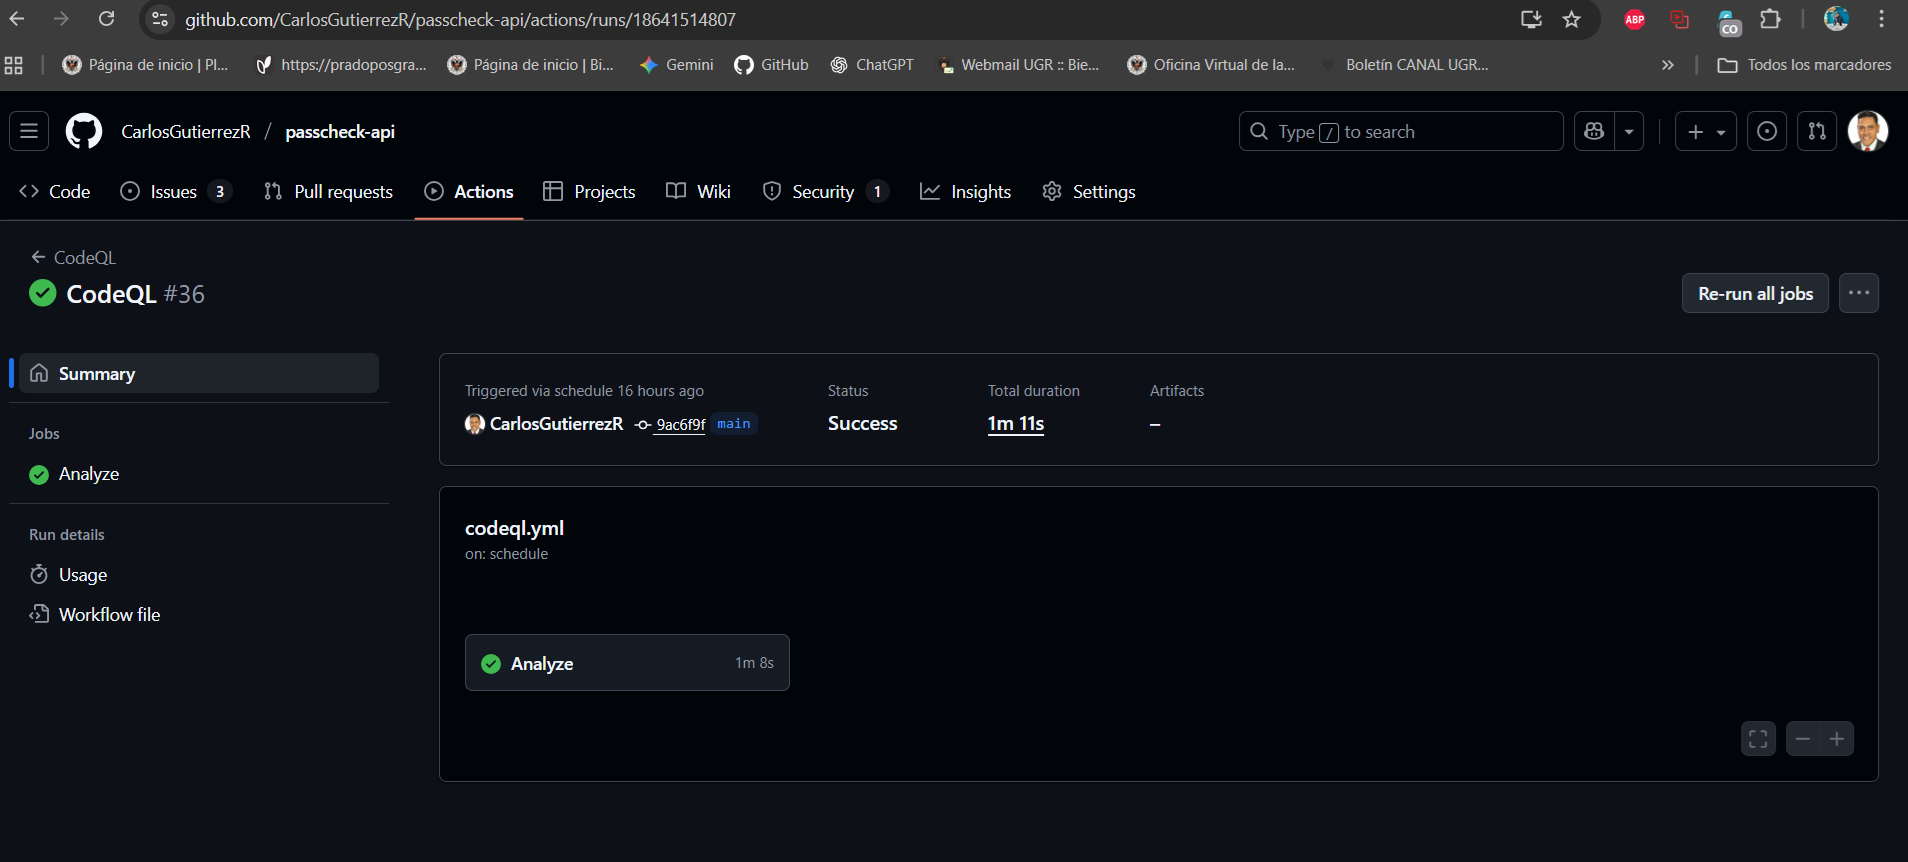 github.com/CarlosGutierrezR/passcheck-api/actions/runs/18641514807
ABP
CO
Página de inicio | Pl...
https://pradoposgra...
Página de inicio | Bi...
Gemini
GitHub
ChatGPT
Webmail UGR :: Bie...
Oficina Virtual de la...
Boletín CANAL UGR...
»
Todos los marcadores
CarlosGutierrezR / passcheck-api
Type / to search
Code
Issues 3
Pull requests
Actions
Projects
Wiki
Security 1
Insights
Settings
← CodeQL
CodeQL #36
Re-run all jobs
Summary
Jobs
Analyze
Run details
Usage
Workflow file
Triggered via schedule 16 hours ago
CarlosGutierrezR 9ac6f9f main
Status
Success
Total duration
1m 11s
Artifacts
–
codeql.yml
on: schedule
Analyze 1m 8s